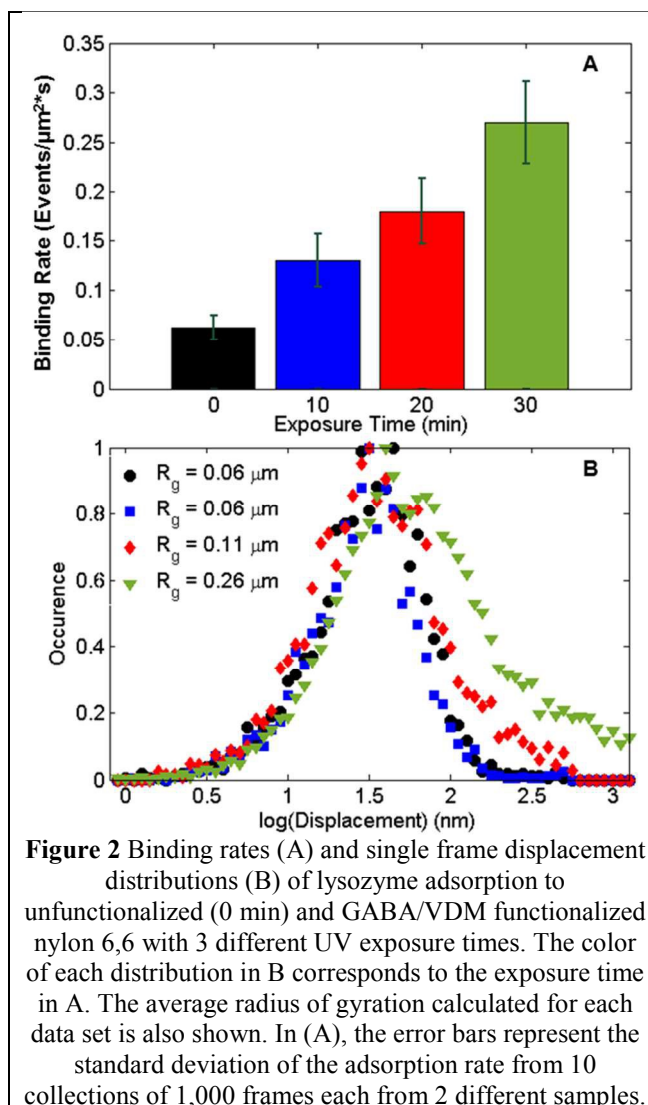 0.35
A
0.3
0.25
0.2
0.15
0.1
0.05
0
Binding Rate (Events/μm²*s)
0 10 20 30
Exposure Time (min)
1
B
0.8
0.6
0.4
0.2
0
Occurence
R_g = 0.06 μm
R_g = 0.06 μm
R_g = 0.11 μm
R_g = 0.26 μm
0 0.5 1 1.5 2 2.5 3
log(Displacement) (nm)
Figure 2 Binding rates (A) and single frame displacement
distributions (B) of lysozyme adsorption to
unfunctionalized (0 min) and GABA/VDM functionalized
nylon 6,6 with 3 different UV exposure times. The color
of each distribution in B corresponds to the exposure time
in A. The average radius of gyration calculated for each
data set is also shown. In (A), the error bars represent the
standard deviation of the adsorption rate from 10
collections of 1,000 frames each from 2 different samples.